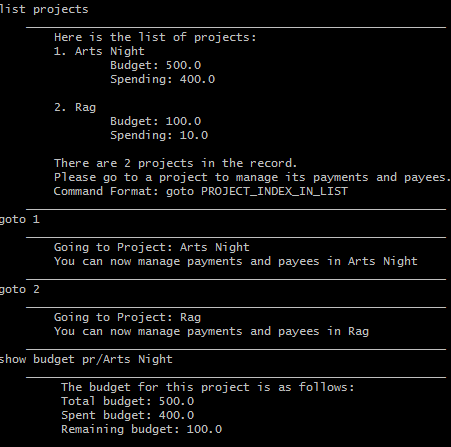 list projects
Here is the list of projects:
1. Arts Night
Budget: 500.0
Spending: 400.0
2. Rag
Budget: 100.0
Spending: 10.0
There are 2 projects in the record.
Please go to a project to manage its payments and payees.
Command Format: goto PROJECT_INDEX_IN_LIST
goto 1
Going to Project: Arts Night
You can now manage payments and payees in Arts Night
goto 2
Going to Project: Rag
You can now manage payments and payees in Rag
show budget pr/Arts Night
The budget for this project is as follows:
Total budget: 500.0
Spent budget: 400.0
Remaining budget: 100.0